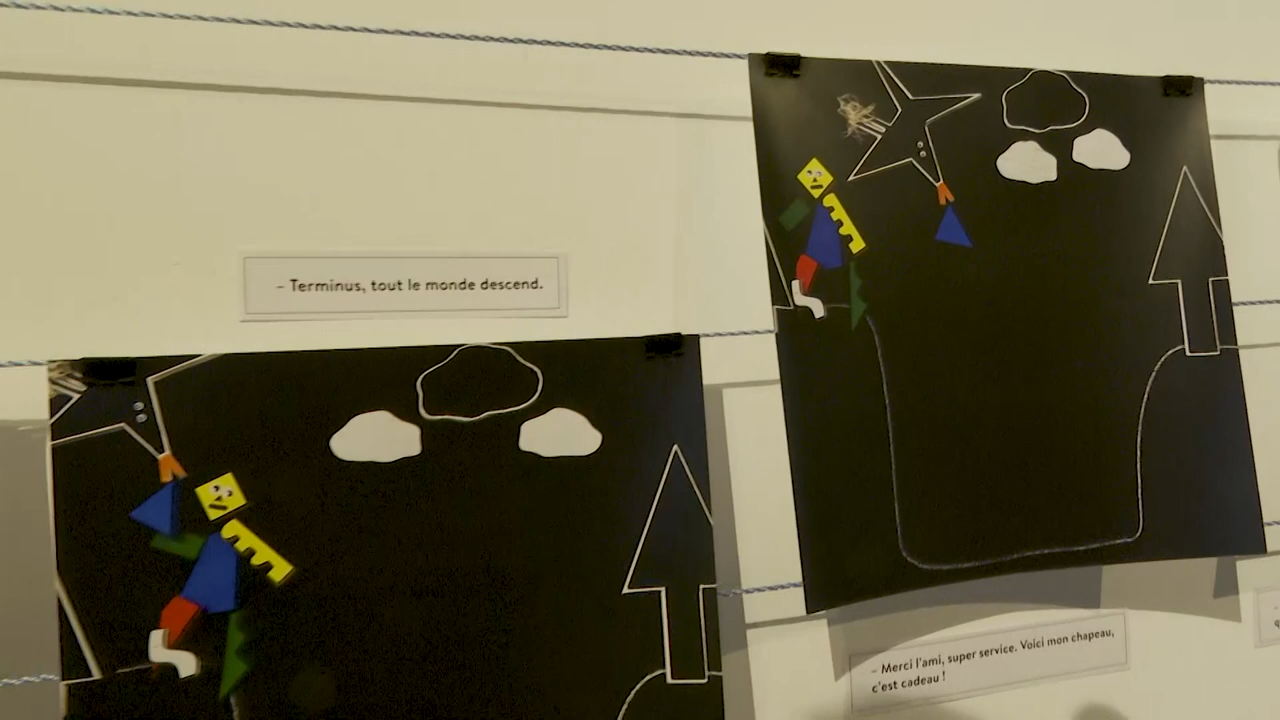 – Terminus, tout le monde descend.
– Merci l'ami, super service. Voici mon chapeau,
c'est cadeau !